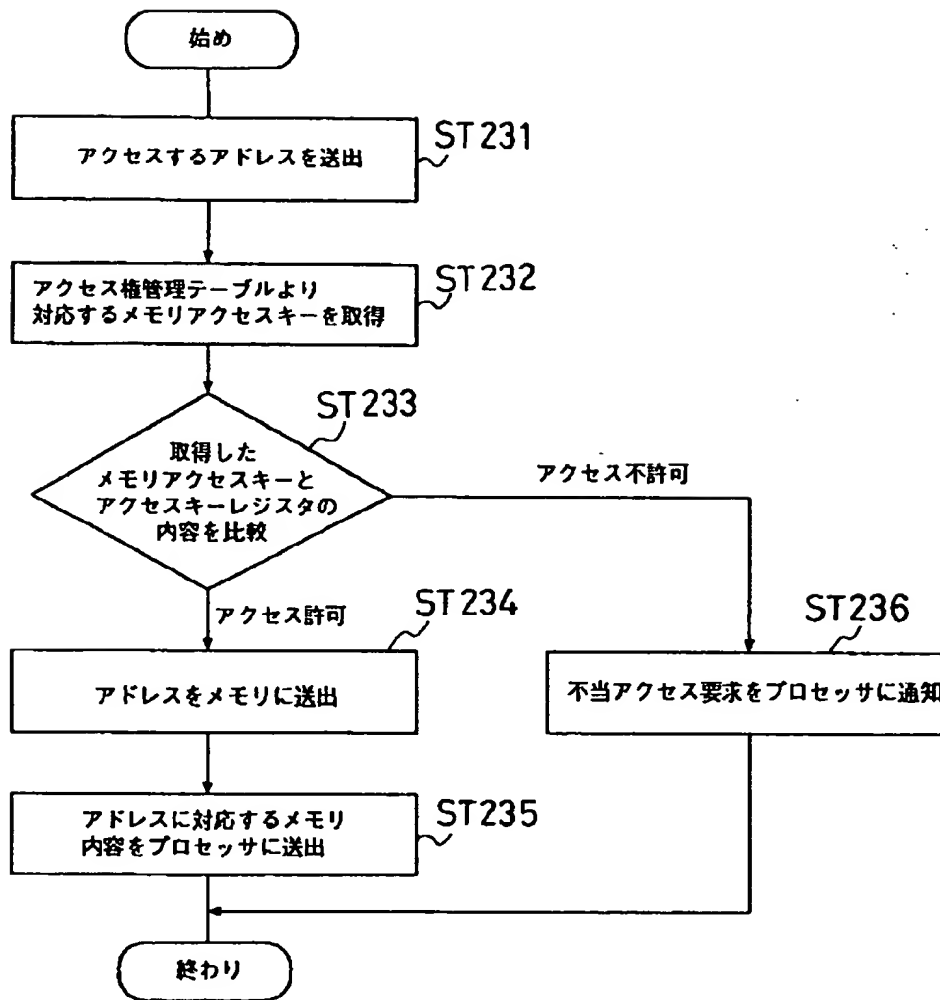 始め
アクセスするアドレスを送出
ST231
アクセス権管理テーブルより
対応するメモリアクセスキーを取得
ST232
ST233
取得した
メモリアクセスキーと
アクセスキーレジスタの
内容を比較
アクセス不許可
アクセス許可
ST234
アドレスをメモリに送出
ST236
不当アクセス要求をプロセッサに通知
アドレスに対応するメモリ
内容をプロセッサに送出
ST235
終わり